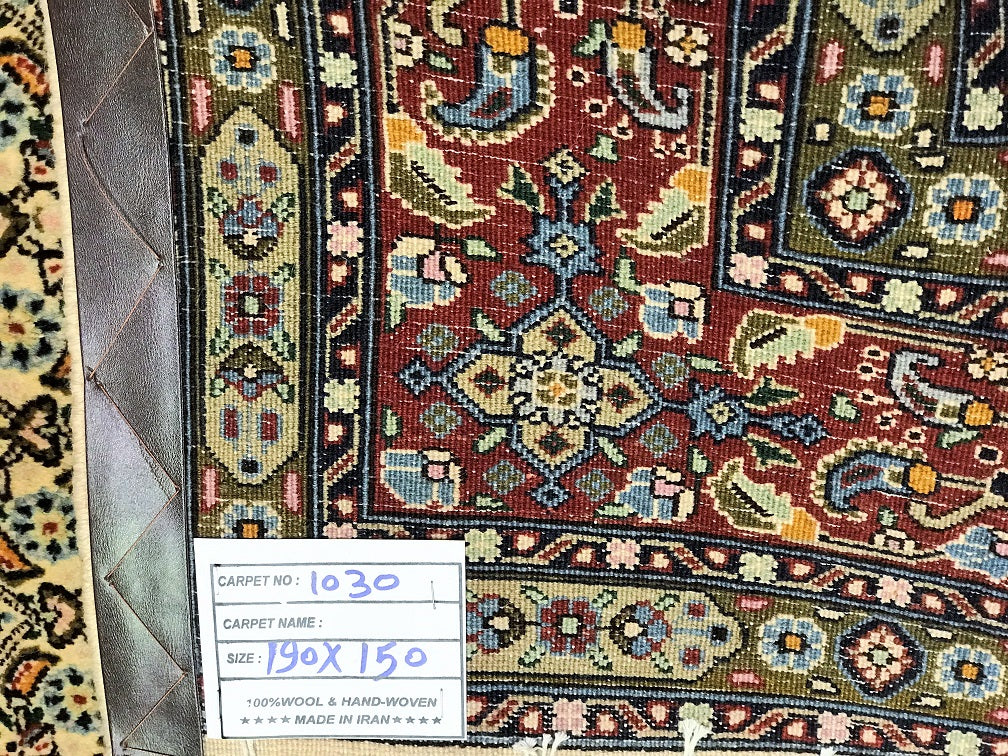 CARPET NO : 1030
CARPET NAME :
SIZE : 190X 150
100%WOOL & HAND-WOVEN
★★★★ MADE IN IRAN★★★★